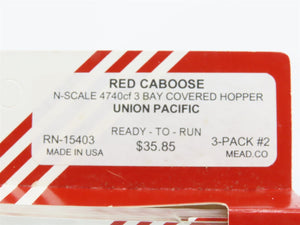 RED CABOOSE
N-SCALE 4740cf 3 BAY COVERED HOPPER
UNION PACIFIC
READY - TO - RUN
RN-15403 3-PACK #2
MADE IN USA $35.85 MEAD.CO